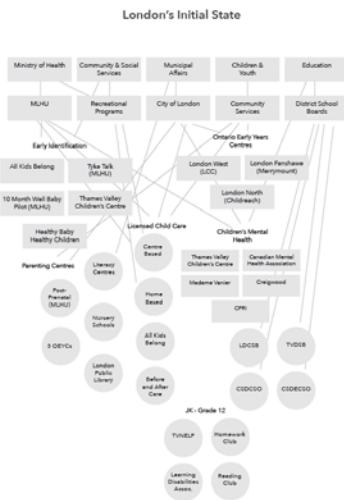 London's Initial State
Ministry of Health
Community & Social
Services
Municipal
Affairs
Children &
Youth
Education
MLHU
Recreational
Programs
City of London
Community
Services
District School
Boards
Early Identification
Ontario Early Years
Centres
All Kids Belong
Tyke Talk
(MLHU)
London West
(LCC)
London Fanshawe
(Merrymount)
10 Month Well Baby
Pilot (MLHU)
Thames Valley
Children's Centre
London North
(Childreach)
Healthy Baby
Healthy Children
Licensed Child Care
Children's Mental
Health
Parenting Centres
Literacy
Centres
Centre
Based
Thames Valley
Children's Centre
Canadian Mental
Health Association
Madame Vanier
Craigwood
Post-
Prenatal
(MLHU)
Home
Based
CPRI
Nursery
Schools
All Kids
Belong
LDCSB
TVDSB
5 OEYCs
London
Public
Library
Before
and After
Care
CSDCSO
CSDECSO
JK - Grade 12
TVNELP
Homework
Club
Learning
Disabilities
Assoc.
Reading
Club